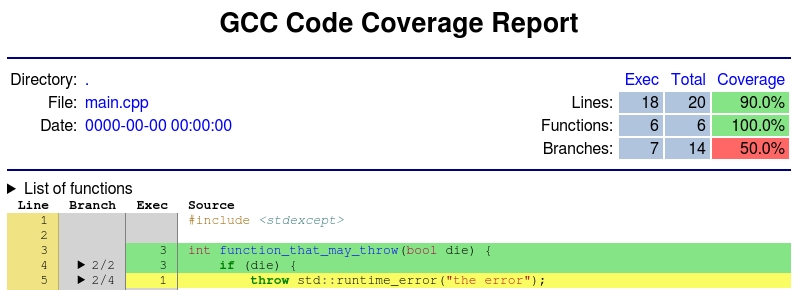 GCC Code Coverage Report
Directory: .
File: main.cpp
Date: 0000-00-00 00:00:00
Exec Total Coverage
Lines: 18 20 90.0%
Functions: 6 6 100.0%
Branches: 7 14 50.0%
▶ List of functions
Line Branch Exec Source
1 #include <stdexcept>
2
3 3 int function_that_may_throw(bool die) {
4 ▶ 2/2 3 if (die) {
5 ▶ 2/4 1 throw std::runtime_error("the error");